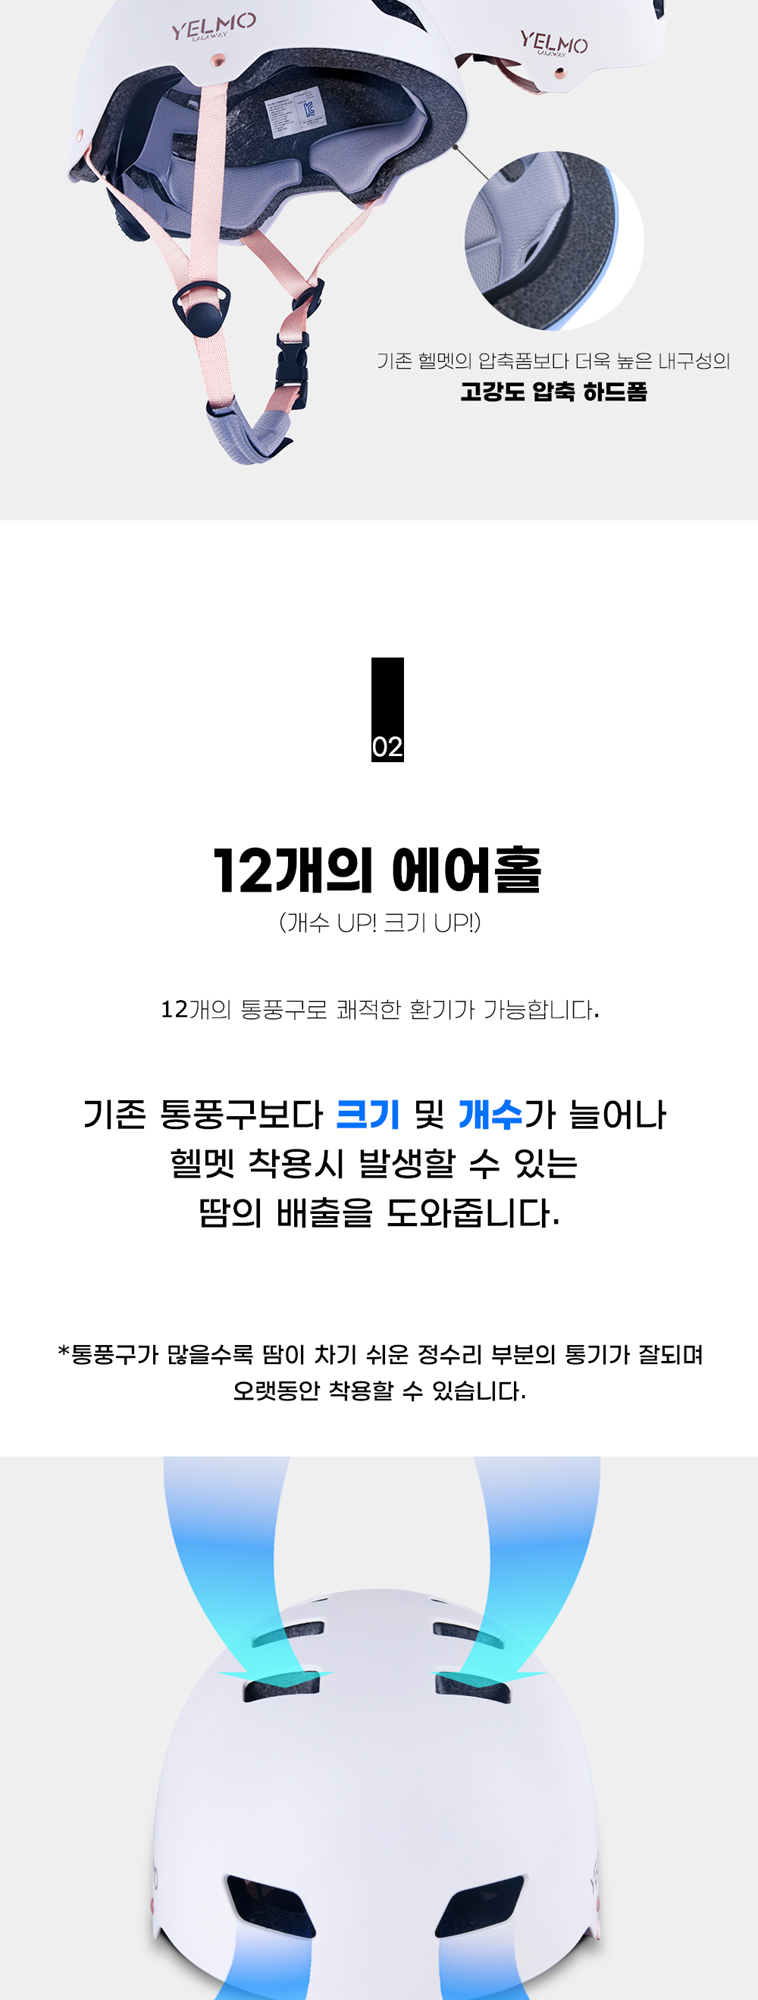 YELMO
LALAWAY
YELMO
LALAWAY
기존 헬멧의 압축폼보다 더욱 높은 내구성의
고강도 압축 하드폼
02
12개의 에어홀
(개수 UP! 크기 UP!)
12개의 통풍구로 쾌적한 환기가 가능합니다.
기존 통풍구보다 크기 및 개수가 늘어나
헬멧 착용시 발생할 수 있는
땀의 배출을 도와줍니다.
*통풍구가 많을수록 땀이 차기 쉬운 정수리 부분의 통기가 잘되며
오랫동안 착용할 수 있습니다.